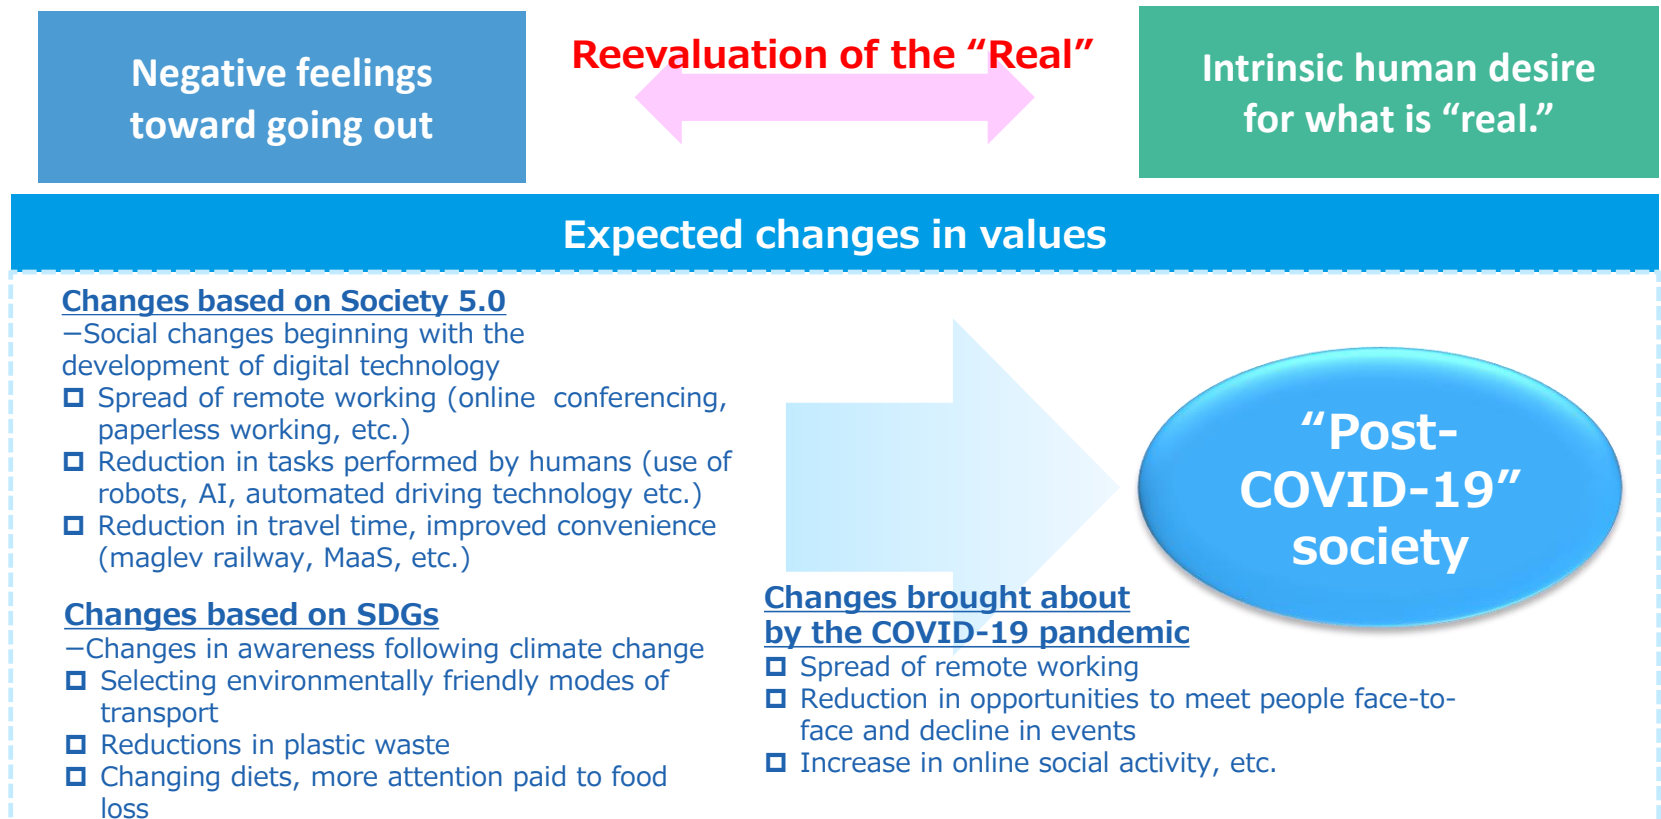 Negative feelings
toward going out
Reevaluation of the “Real”
Intrinsic human desire
for what is “real.”
Expected changes in values
Changes based on Society 5.0
−Social changes beginning with the
development of digital technology
Spread of remote working (online conferencing,
paperless working, etc.)
Reduction in tasks performed by humans (use of
robots, AI, automated driving technology etc.)
Reduction in travel time, improved convenience
(maglev railway, MaaS, etc.)
Changes based on SDGs
−Changes in awareness following climate change
Selecting environmentally friendly modes of
transport
Reductions in plastic waste
Changing diets, more attention paid to food
loss
Changes brought about
by the COVID-19 pandemic
Spread of remote working
Reduction in opportunities to meet people face-to-
face and decline in events
Increase in online social activity, etc.
“Post-
COVID-19”
society